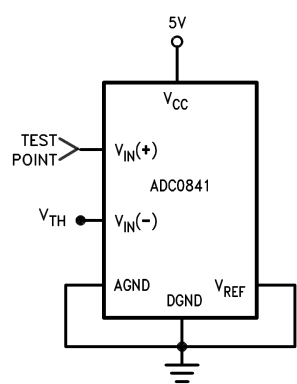 5V
VCC
TEST
POINT
VIN(+)
ADC0841
VTH
VIN(-)
AGND
VREF
DGND